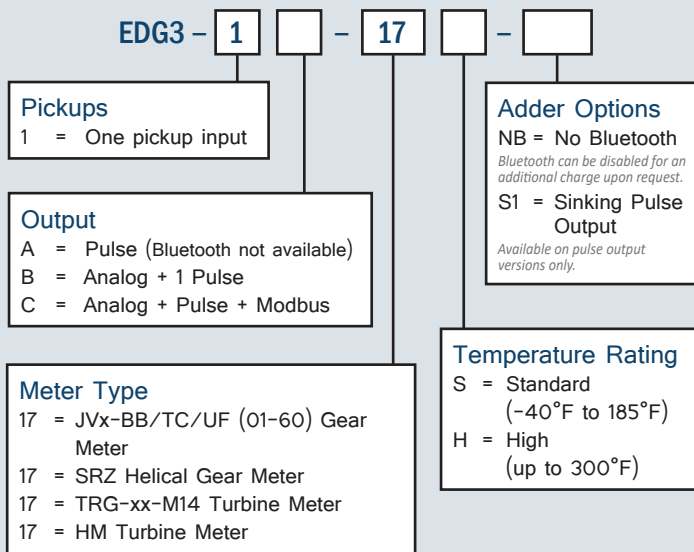 EDG3 – 1 – 17 –
Pickups
1 = One pickup input
Output
A = Pulse (Bluetooth not available)
B = Analog + 1 Pulse
C = Analog + Pulse + Modbus
Meter Type
17 = JVx-BB/TC/UF (01-60) Gear
Meter
17 = SRZ Helical Gear Meter
17 = TRG-xx-M14 Turbine Meter
17 = HM Turbine Meter
Adder Options
NB = No Bluetooth
Bluetooth can be disabled for an
additional charge upon request.
S1 = Sinking Pulse
Output
Available on pulse output
versions only.
Temperature Rating
S = Standard
(-40°F to 185°F)
H = High
(up to 300°F)